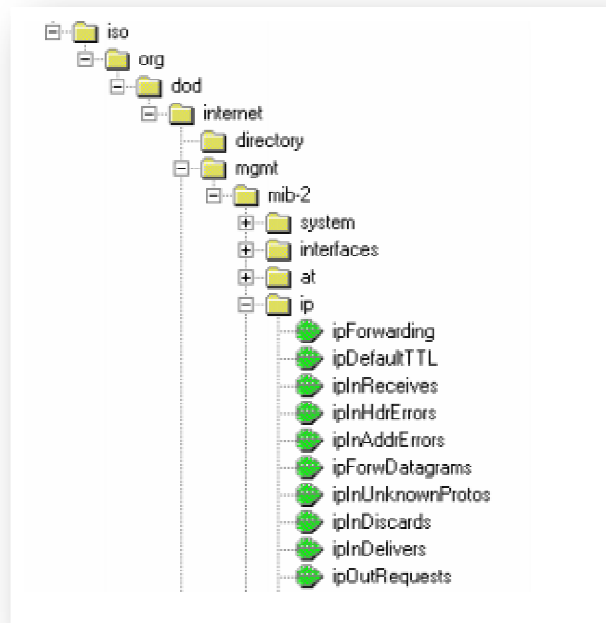 iso
org
dod
internet
directory
mgmt
mib-2
system
interfaces
at
ip
ipForwarding
ipDefaultTTL
ipInReceives
ipInHdrErrors
ipInAddrErrors
ipForwDatagrams
ipInUnknownProtos
ipInDiscards
ipInDelivers
ipOutRequests